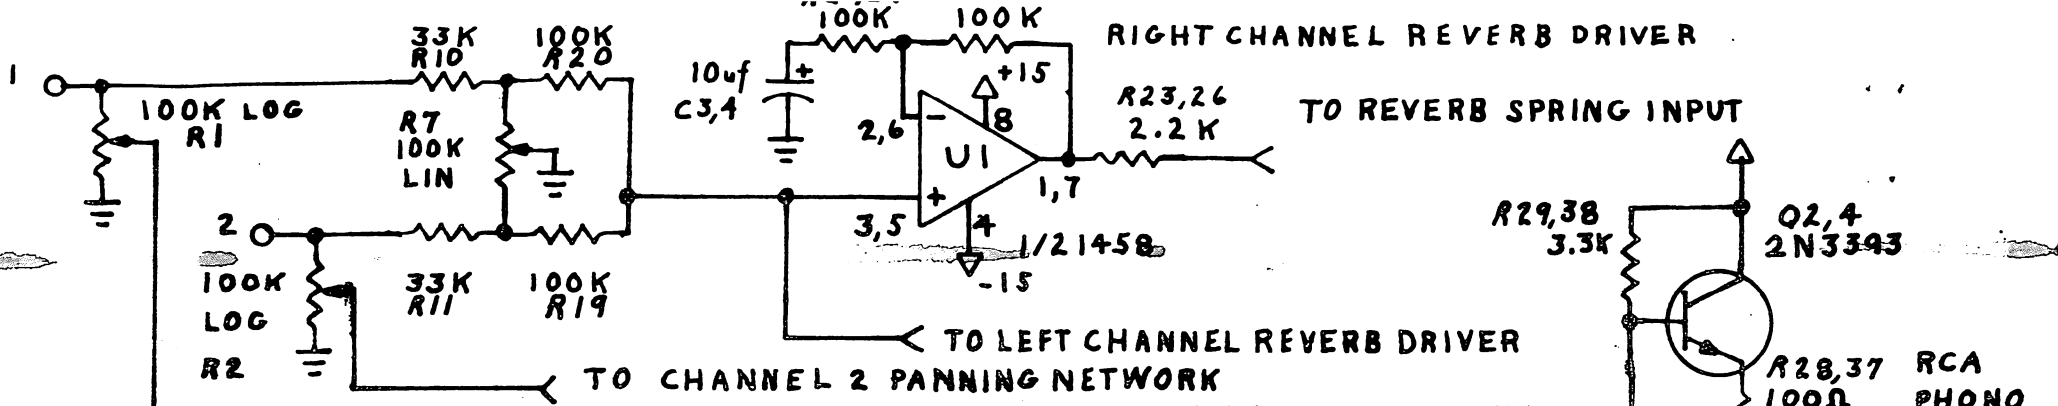 100K
100K
RIGHT CHANNEL REVERB DRIVER
33K
R10
100K
R20
1
10uf
C3,4
+
+15
8
R23,26
2.2K
TO REVERB SPRING INPUT
100K LOG
R1
R7
100K
LIN
2,6
-
U1
+
1,7
3,5
4
1/2 1458
-15
2
R29,38
3.3K
Q2,4
2N3393
100K
LOG
R2
33K
R11
100K
R19
TO LEFT CHANNEL REVERB DRIVER
TO CHANNEL 2 PANNING NETWORK
R28,37
100Ω
RCA
PHONO